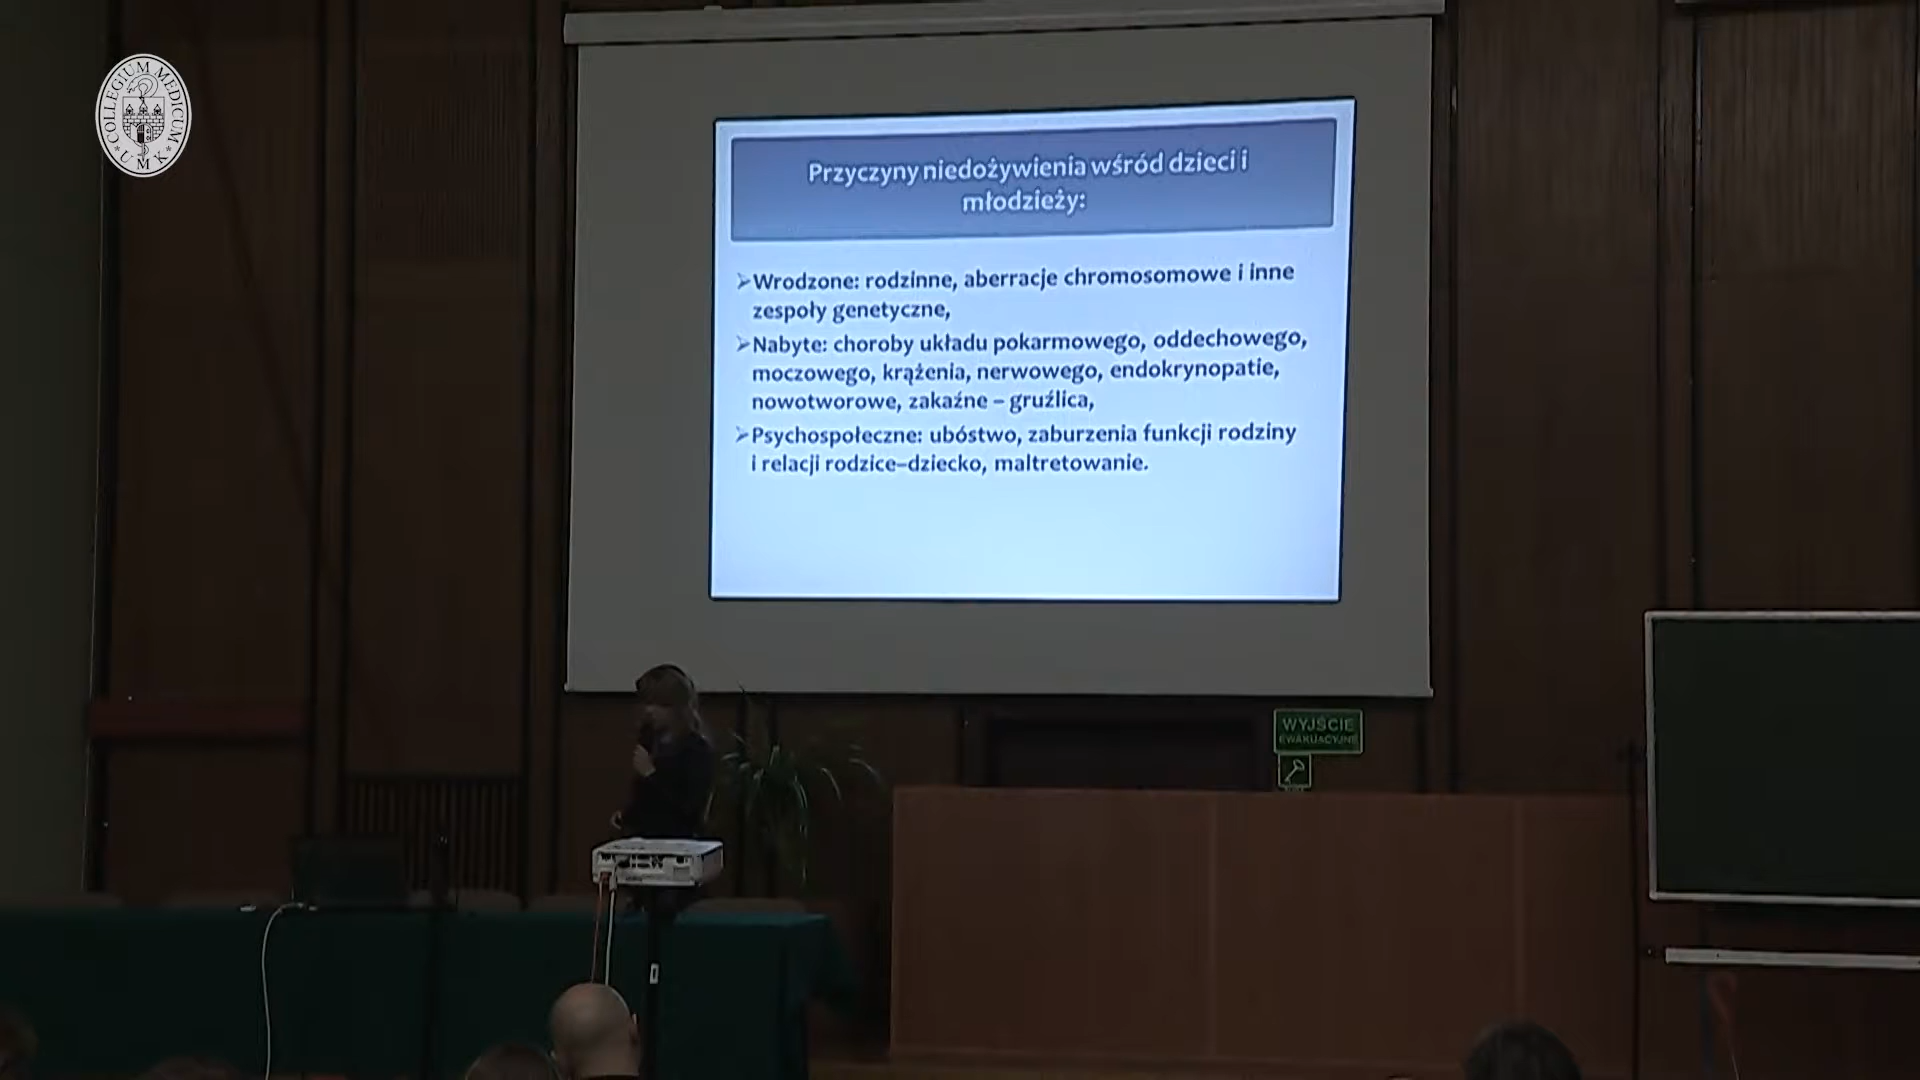 COLLEGIUM MEDICUM
UMK
Przyczyny niedożywienia wśród dzieci i
młodzieży:
Wrodzone: rodzinne, aberracje chromosomowe i inne
zespoły genetyczne,
Nabyte: choroby układu pokarmowego, oddechowego,
moczowego, krążenia, nerwowego, endokrynopatie,
nowotworowe, zakaźne – gruźlica,
Psychospołeczne: ubóstwo, zaburzenia funkcji rodziny
i relacji rodzice–dziecko, maltretowanie.
WYJŚCIE
EWAKUACYJNE